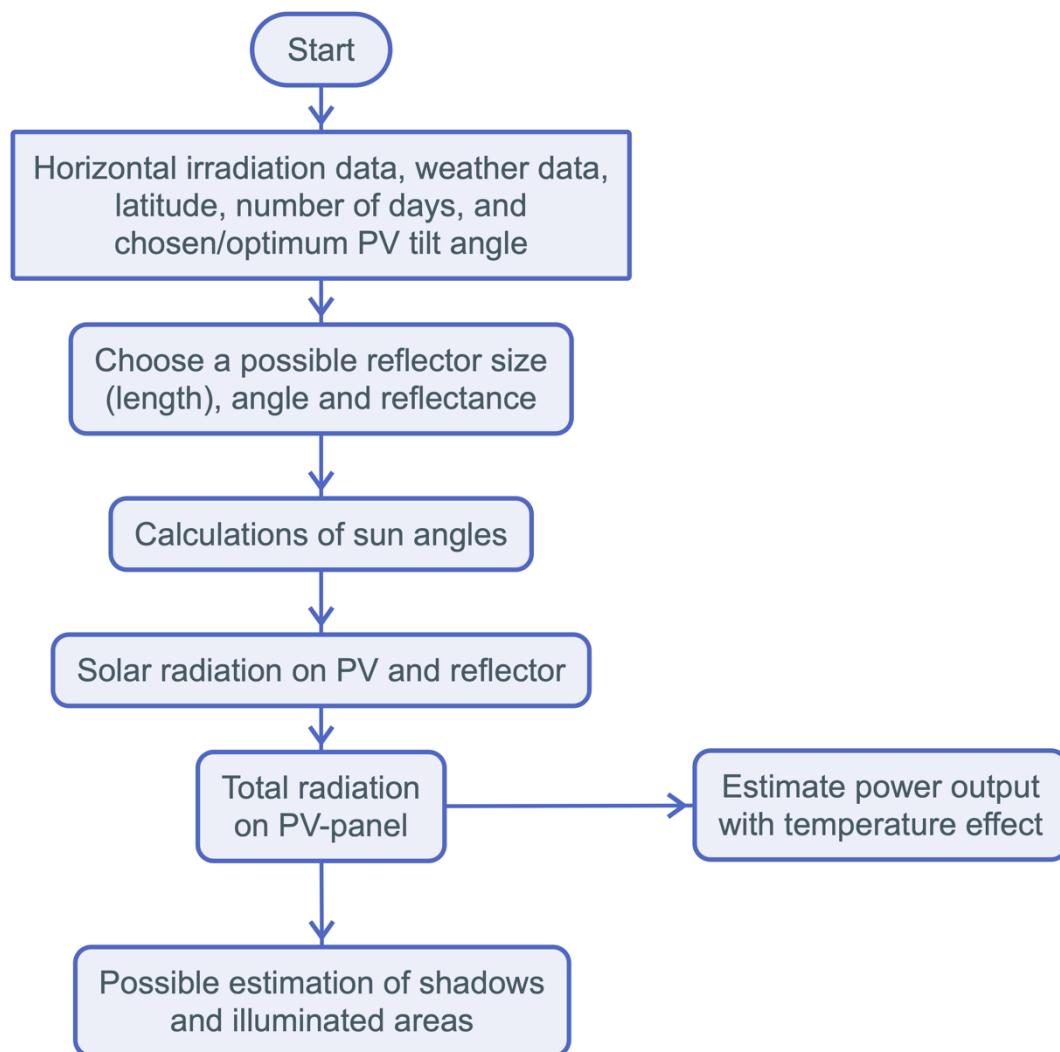 Start
Horizontal irradiation data, weather data,
latitude, number of days, and
chosen/optimum PV tilt angle
Choose a possible reflector size
(length), angle and reflectance
Calculations of sun angles
Solar radiation on PV and reflector
Total radiation
on PV-panel
Estimate power output
with temperature effect
Possible estimation of shadows
and illuminated areas